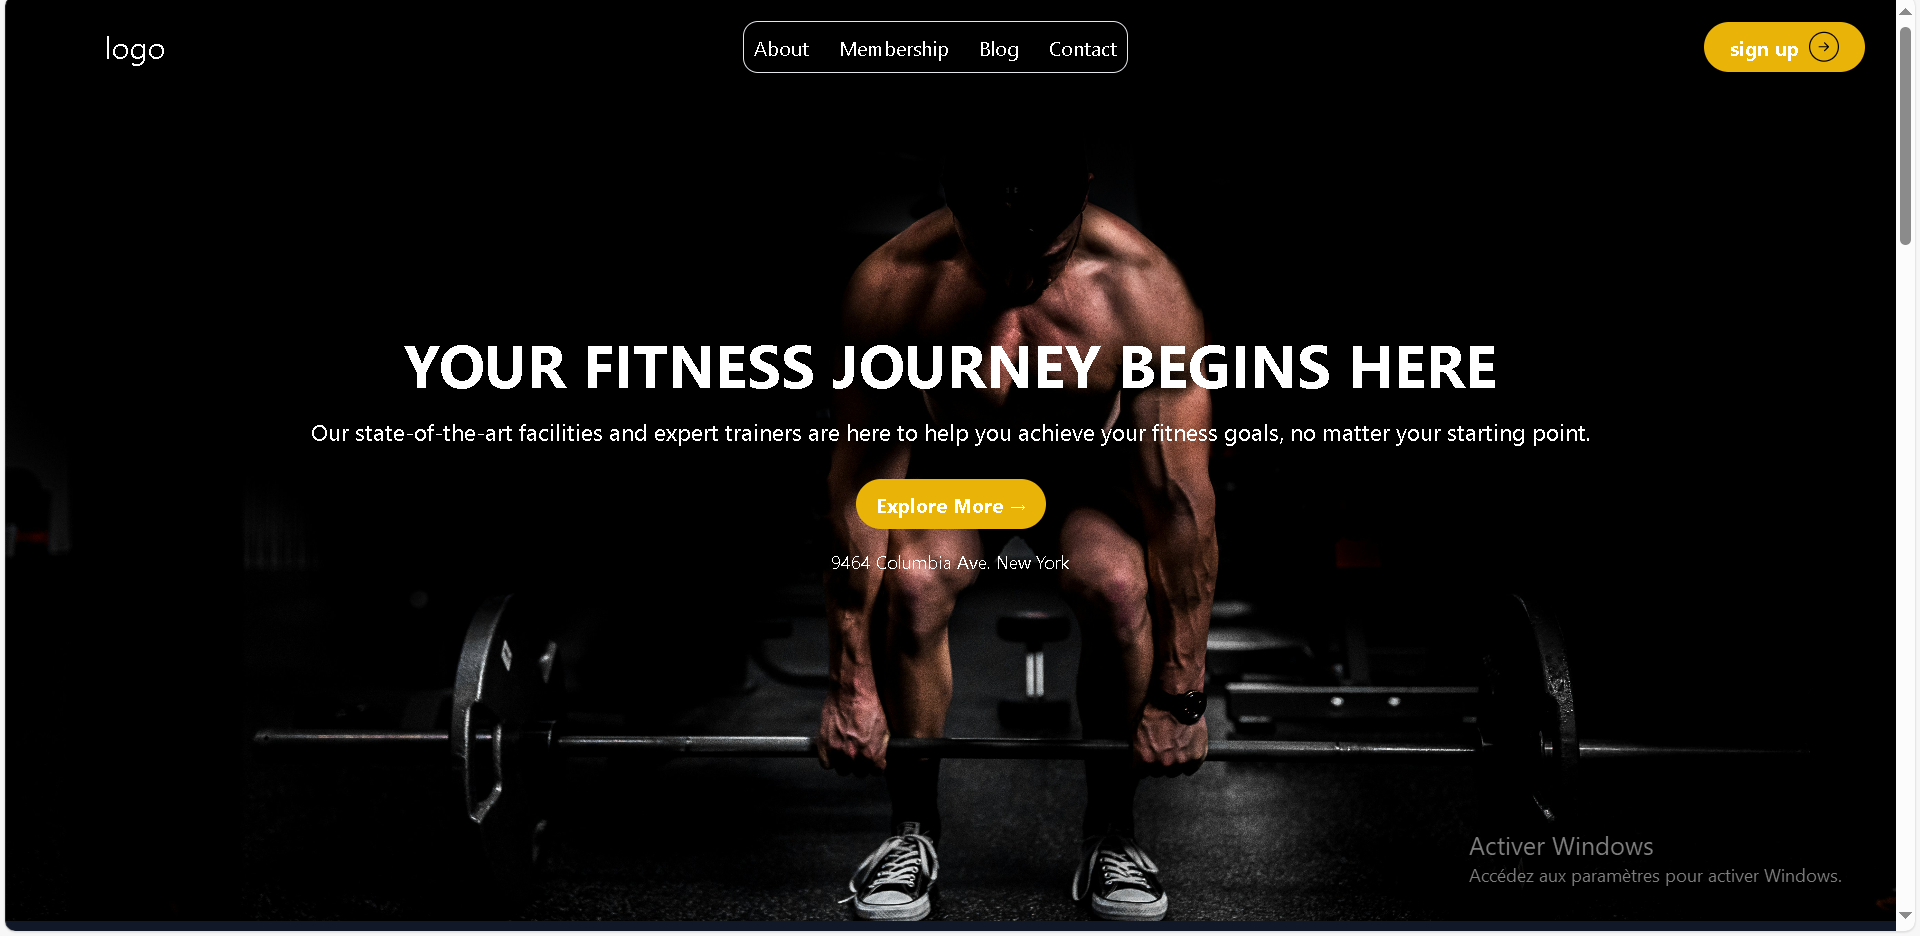 logo
About Membership Blog Contact
sign up
YOUR FITNESS JOURNEY BEGINS HERE
Our state-of-the-art facilities and expert trainers are here to help you achieve your fitness goals, no matter your starting point.
Explore More →
9464 Columbia Ave. New York
Activer Windows
Accédez aux paramètres pour activer Windows.